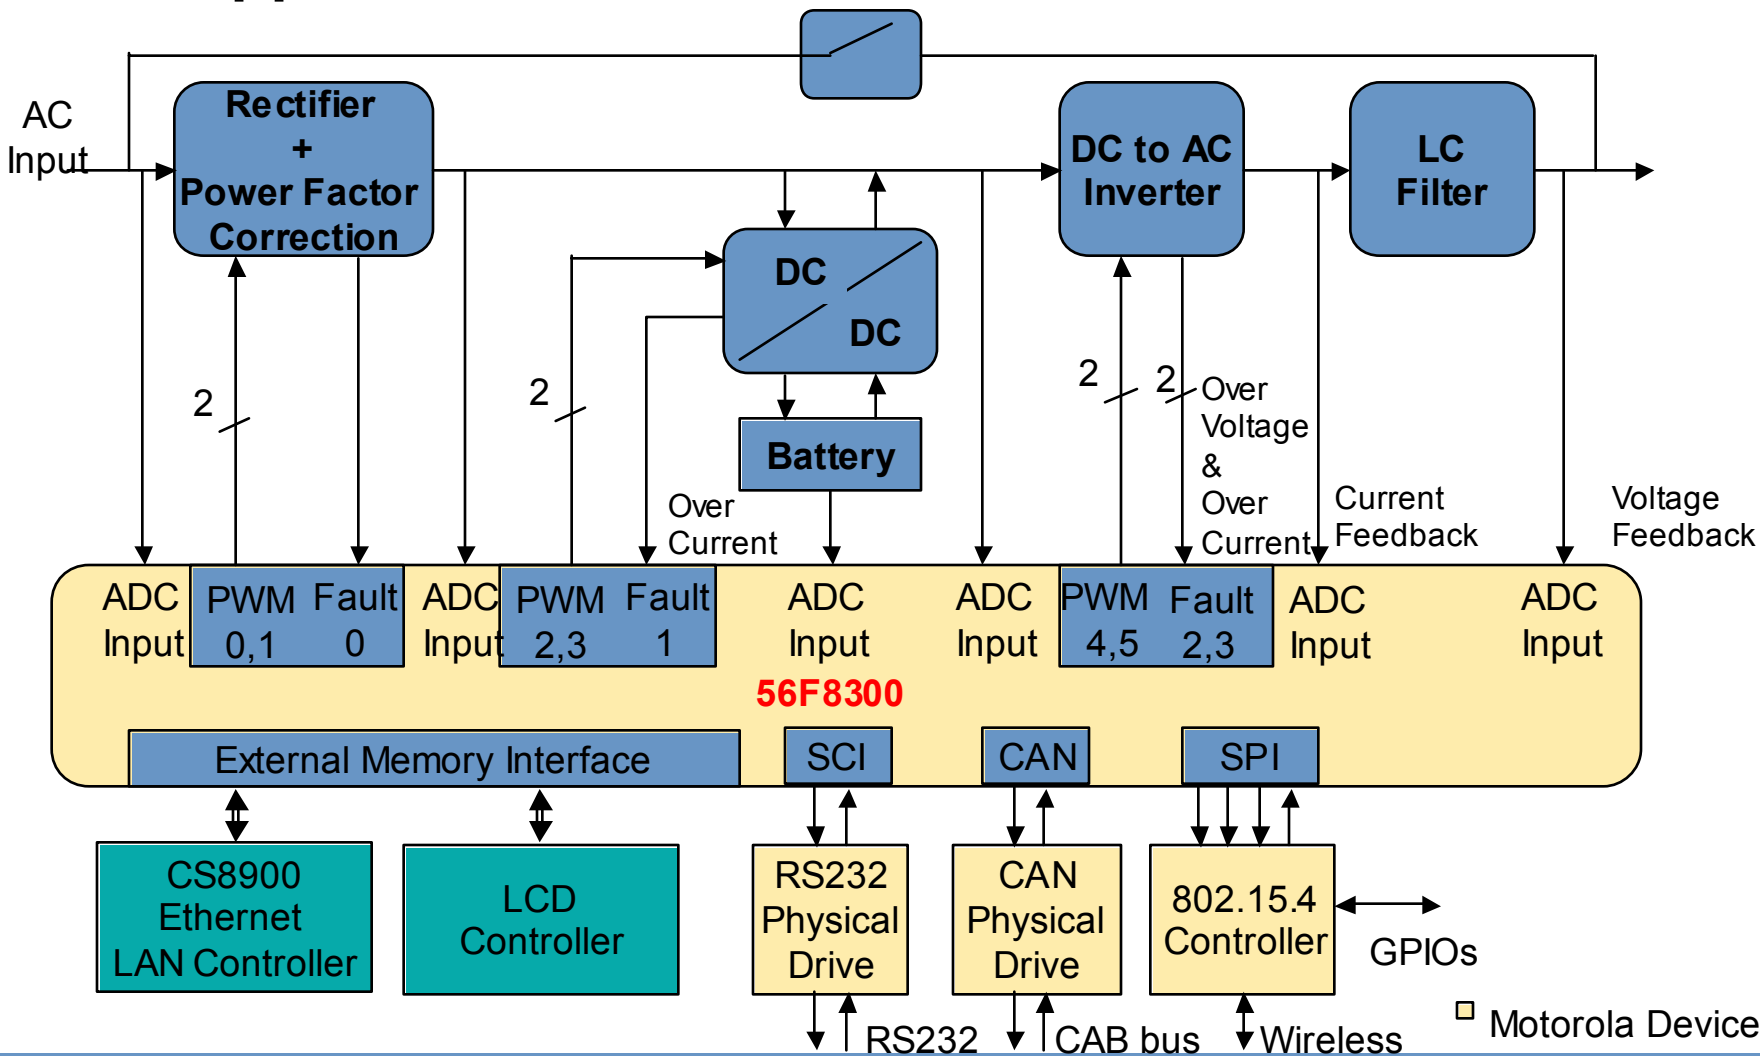 AC
Input
Rectifier
+
Power Factor
Correction
DC to AC
Inverter
LC
Filter
DC
DC
Battery
2
2
2
2
Over
Voltage
&
Over
Current
Over
Current
Current
Feedback
Voltage
Feedback
ADC
Input
PWM
0,1
Fault
0
ADC
Input
PWM
2,3
Fault
1
ADC
Input
ADC
Input
PWM
4,5
Fault
2,3
ADC
Input
ADC
Input
56F8300
External Memory Interface
SCI
CAN
SPI
CS8900
Ethernet
LAN Controller
LCD
Controller
RS232
Physical
Drive
CAN
Physical
Drive
802.15.4
Controller
GPIOs
RS232
CAB bus
Wireless
Motorola Device